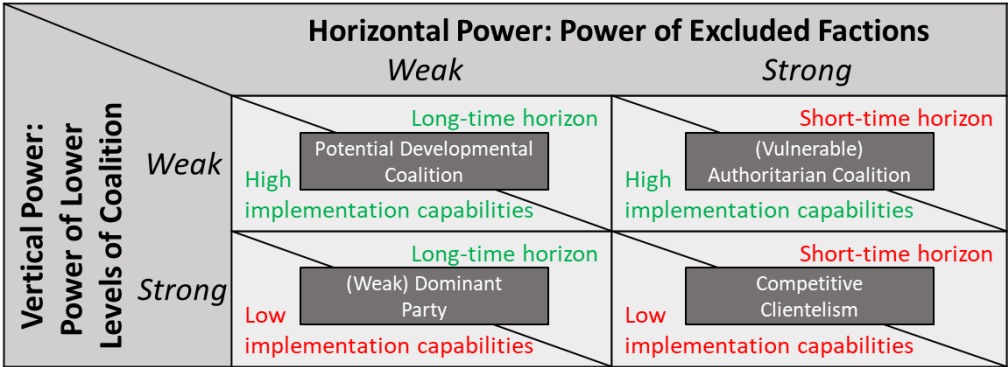 Horizontal Power: Power of Excluded Factions
Weak
Strong
Vertical Power:
Power of Lower
Levels of Coalition
Weak
Long-time horizon
Potential Developmental
Coalition
High
implementation capabilities
Short-time horizon
(Vulnerable)
Authoritarian Coalition
High
implementation capabilities
Strong
Long-time horizon
(Weak) Dominant
Party
Low
implementation capabilities
Short-time horizon
Competitive
Clientelism
Low
implementation capabilities